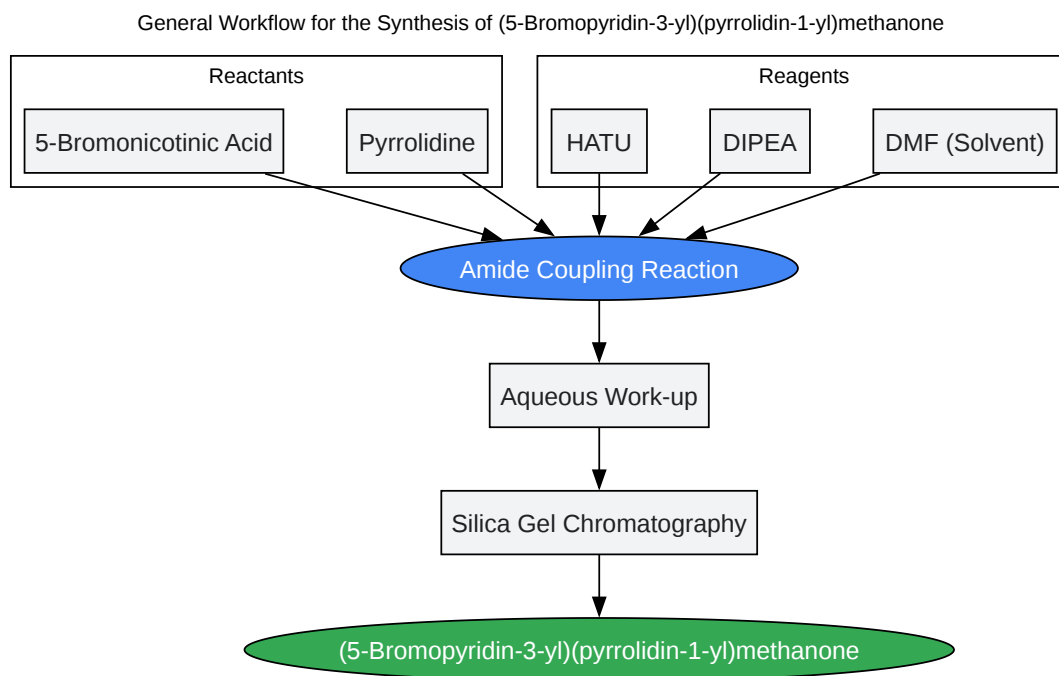 General Workflow for the Synthesis of (5-Bromopyridin-3-yl)(pyrrolidin-1-yl)methanone
Reactants
Reagents
5-Bromonicotinic Acid
Pyrrolidine
HATU
DIPEA
DMF (Solvent)
Amide Coupling Reaction
Aqueous Work-up
Silica Gel Chromatography
(5-Bromopyridin-3-yl)(pyrrolidin-1-yl)methanone